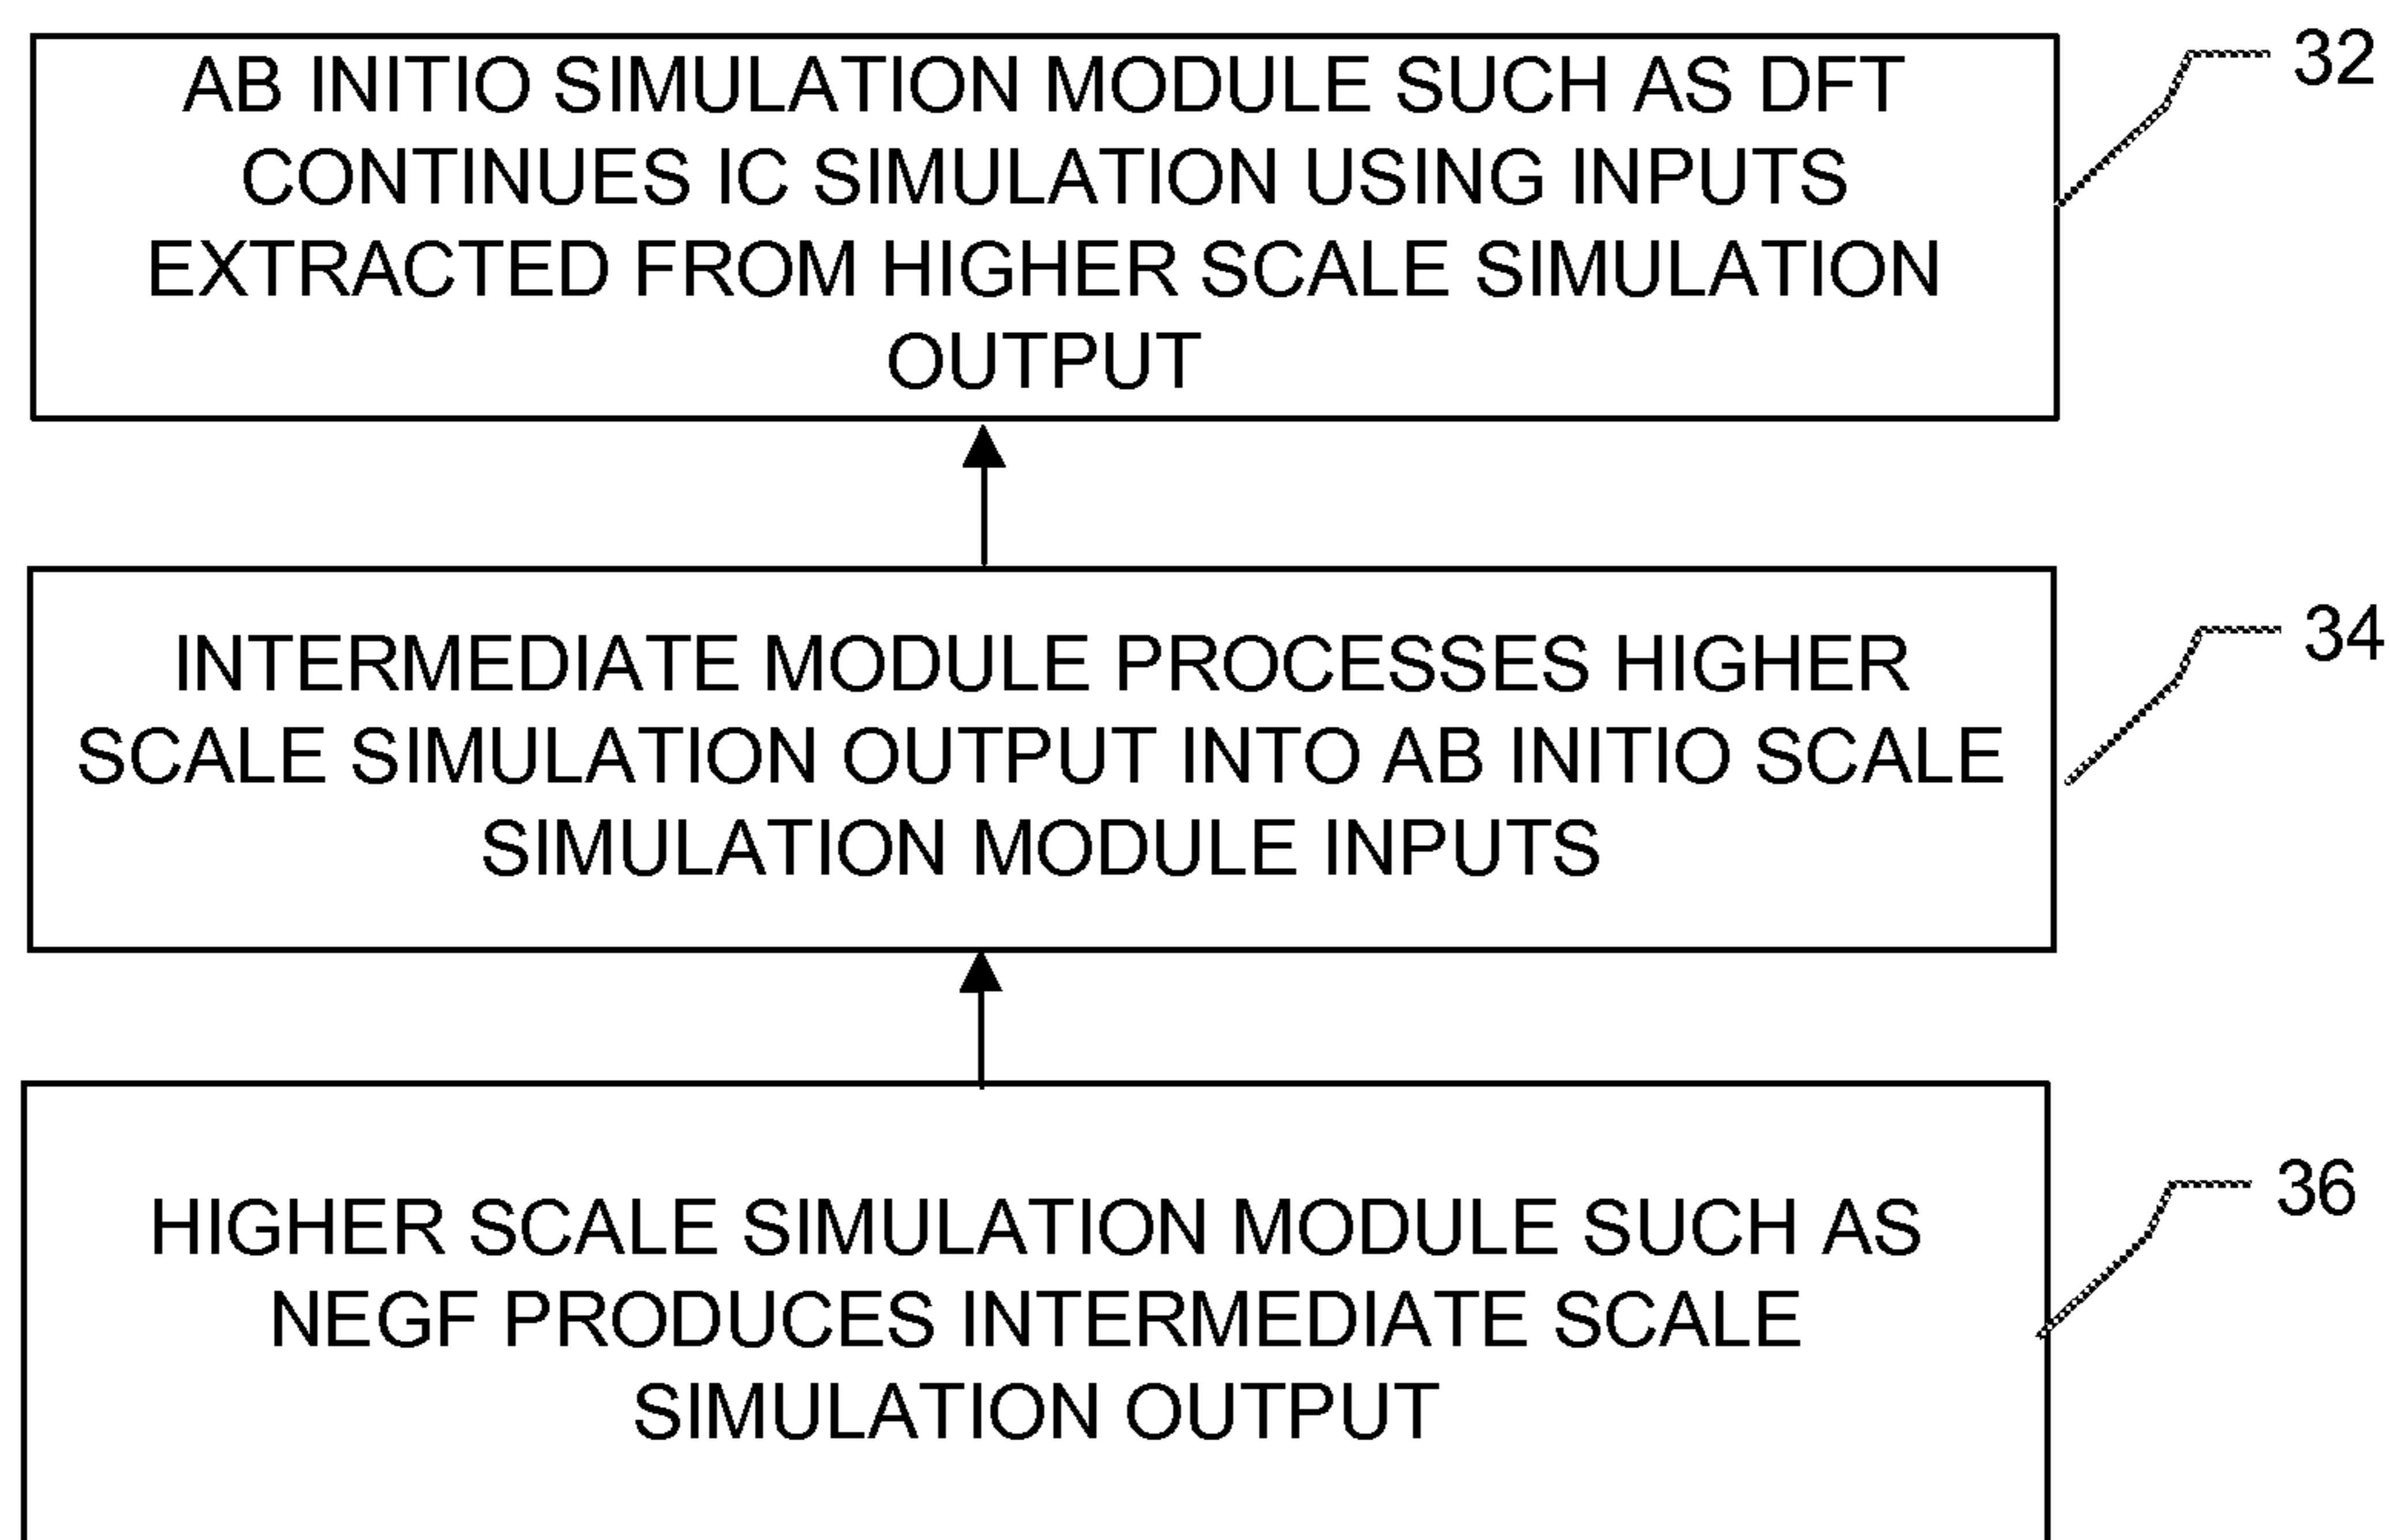 AB INITIO SIMULATION MODULE SUCH AS DFT
CONTINUES IC SIMULATION USING INPUTS
EXTRACTED FROM HIGHER SCALE SIMULATION
OUTPUT
32
INTERMEDIATE MODULE PROCESSES HIGHER
SCALE SIMULATION OUTPUT INTO AB INITIO SCALE
SIMULATION MODULE INPUTS
34
HIGHER SCALE SIMULATION MODULE SUCH AS
NEGF PRODUCES INTERMEDIATE SCALE
SIMULATION OUTPUT
36